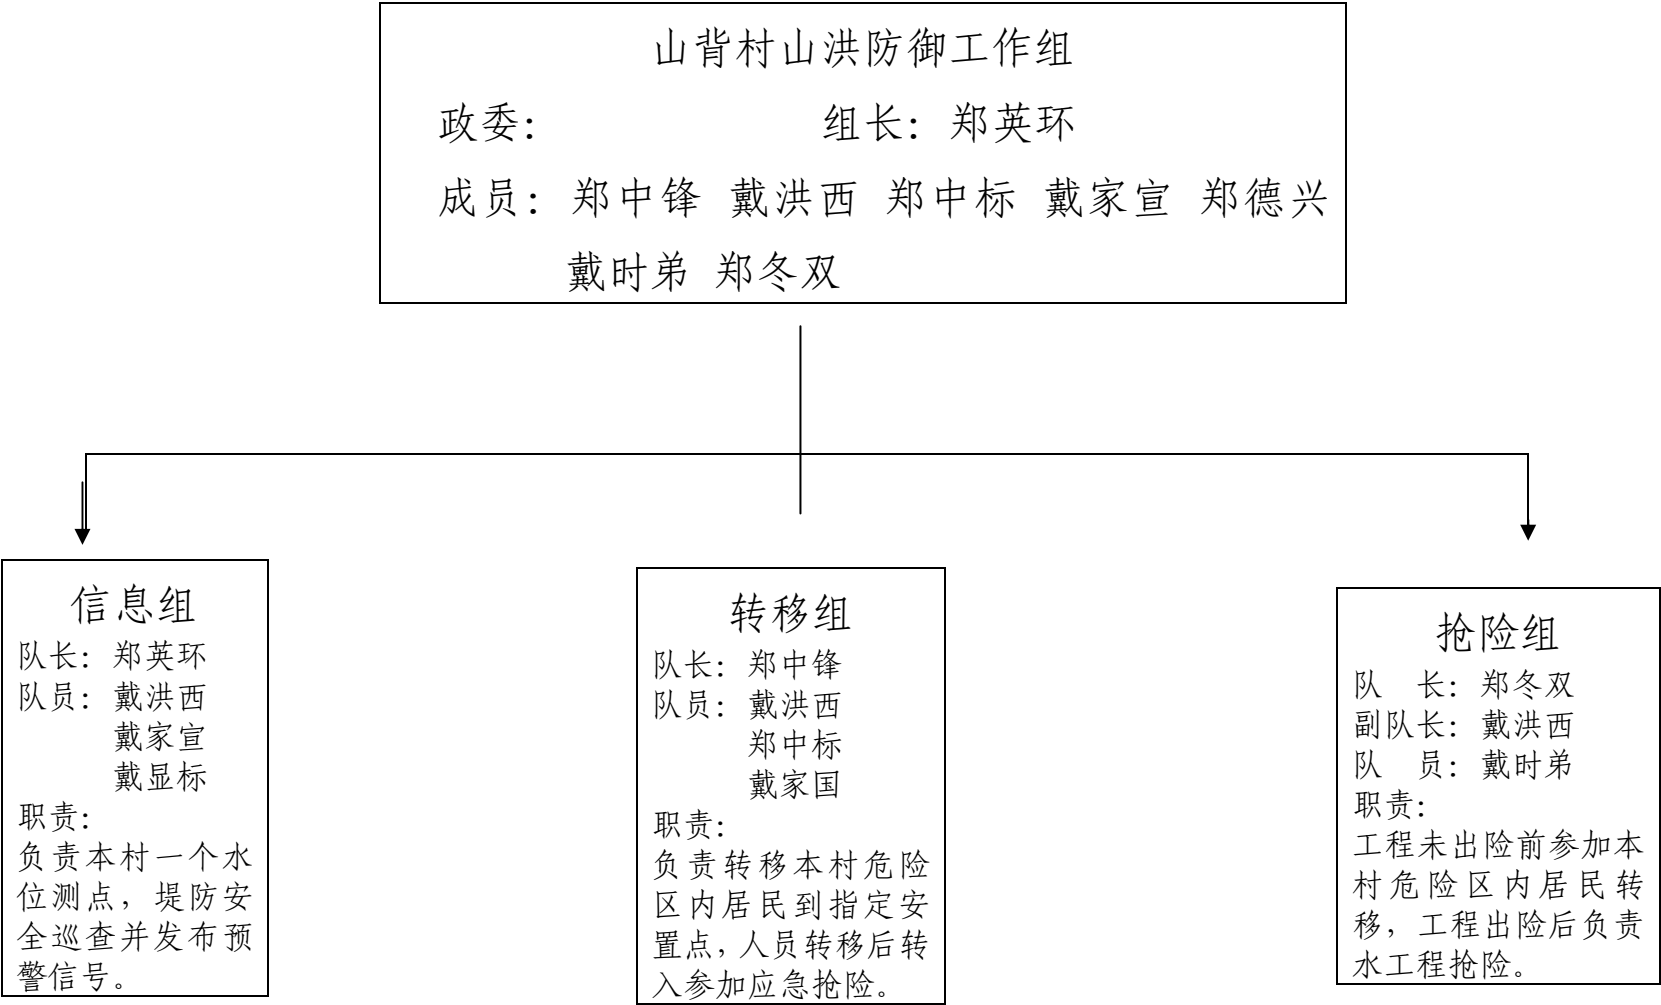 山背村山洪防御工作组
政委： 组长：郑英环
成员：郑中锋 戴洪西 郑中标 戴家宣 郑德兴
戴时弟 郑冬双
信息组
队长：郑英环
队员：戴洪西
戴家宣
戴显标
职责：
负责本村一个水
位测点，堤防安
全巡查并发布预
警信号。
转移组
队长：郑中锋
队员：戴洪西
郑中标
戴家国
职责：
负责转移本村危险
区内居民到指定安
置点，人员转移后转
入参加应急抢险。
抢险组
队 长：郑冬双
副队长：戴洪西
队 员：戴时弟
职责：
工程未出险前参加本
村危险区内居民转
移，工程出险后负责
水工程抢险。